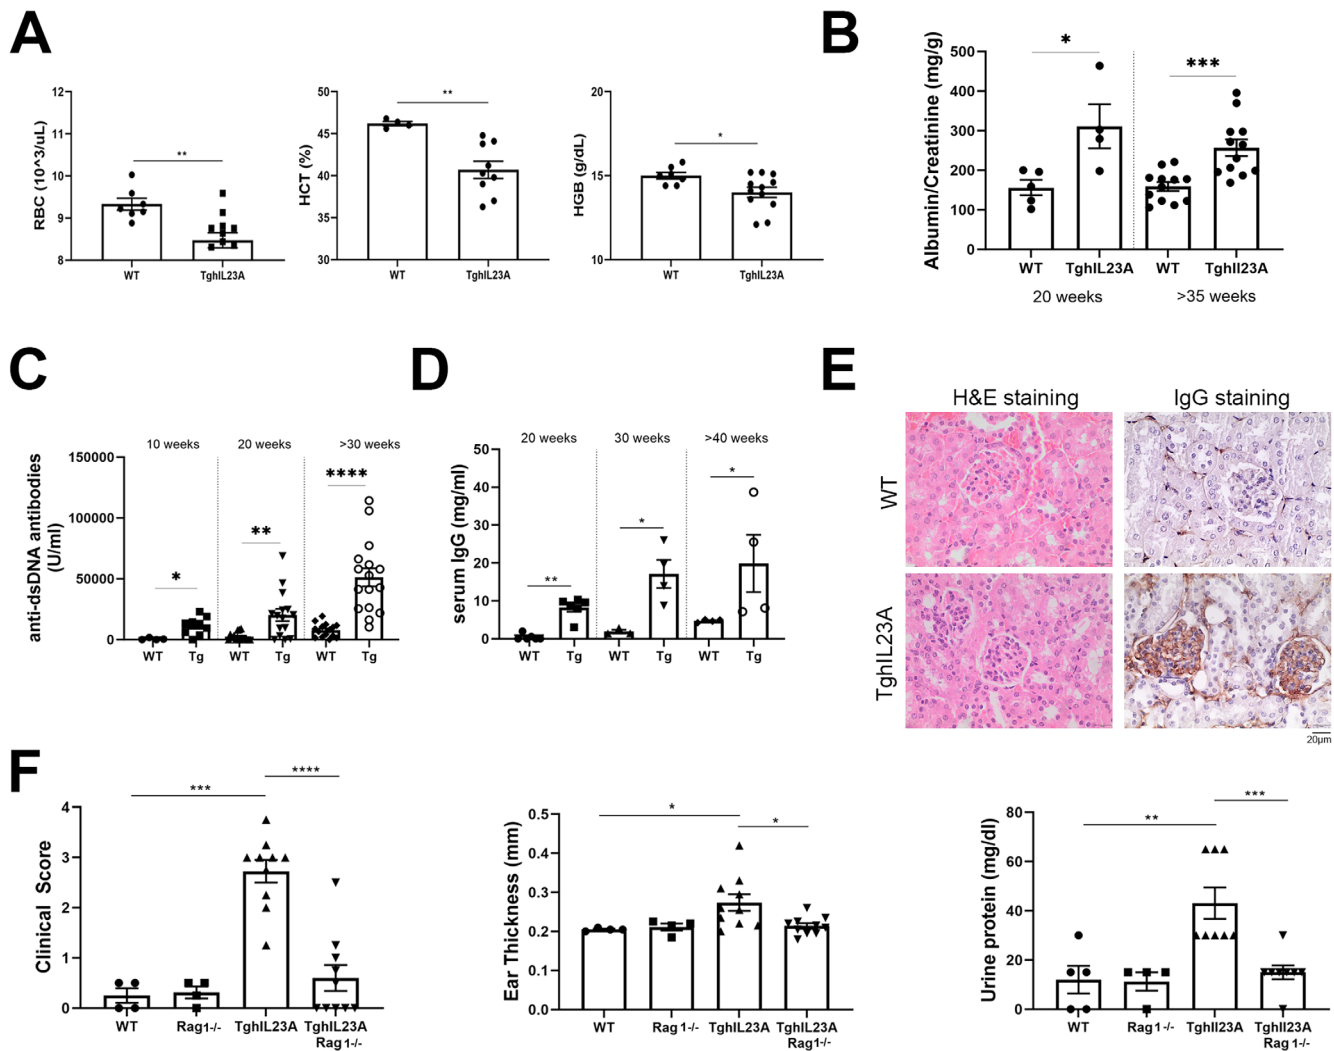 A
RBC (10^3/uL)
12
11
10
9
8
**
WT
TghIL23A
HCT (%)
50
45
40
35
30
**
WT
TghIL23A
HGB (g/dL)
20
15
10
*
WT
TghIL23A
B
Albumin/Creatinine (mg/g)
500
400
300
200
100
0
*
***
WT
TghIL23A
WT
TghIl23A
20 weeks
>35 weeks
C
anti-dsDNA antibodies
(U/ml)
10 weeks
20 weeks
>30 weeks
150000
100000
50000
0
*
**
****
WT
Tg
WT
Tg
WT
Tg
D
serum IgG (mg/ml)
20 weeks
30 weeks
>40 weeks
50
40
30
20
10
0
**
*
*
WT
Tg
WT
Tg
WT
Tg
E
H&E staining
IgG staining
WT
TghIL23A
20µm
F
Clinical Score
4
3
2
1
0
***
****
WT
Rag1-/-
TghIL23A
TghIL23A
Rag1-/-
Ear Thickness (mm)
0.5
0.4
0.3
0.2
0.1
0.0
*
*
WT
Rag1-/-
TghIL23A
TghIL23A
Rag1-/-
Urine protein (mg/dl)
80
60
40
20
0
**
***
WT
Rag1-/-
TghIl23A
TghIl23A
Rag1-/-